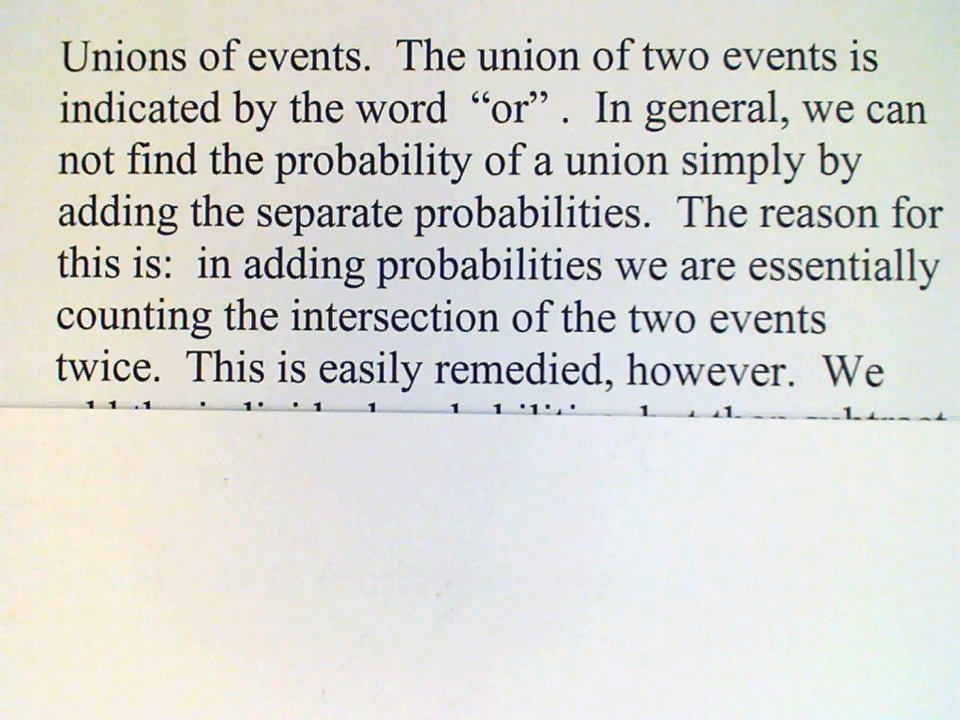 Unions of events.  The union of two events is
indicated by the word  “or” .  In general, we can
not find the probability of a union simply by
adding the separate probabilities.  The reason for
this is:  in adding probabilities we are essentially
counting the intersection of the two events
twice.  This is easily remedied, however.  We